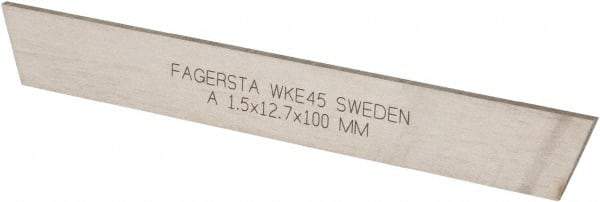 FAGERSTA WKE45 SWEDEN
A 1.5x12.7x100 MM